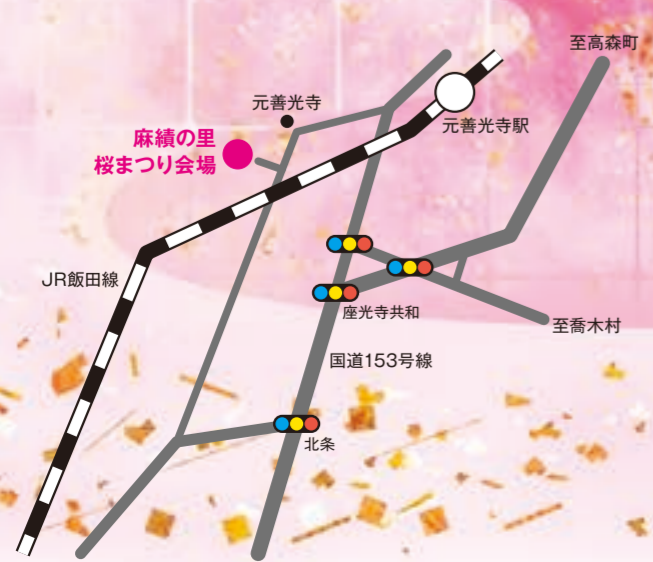 至高森町
元善光寺
元善光寺駅
麻績の里
桜まつり会場
JR飯田線
座光寺共和
至喬木村
国道153号線
北条